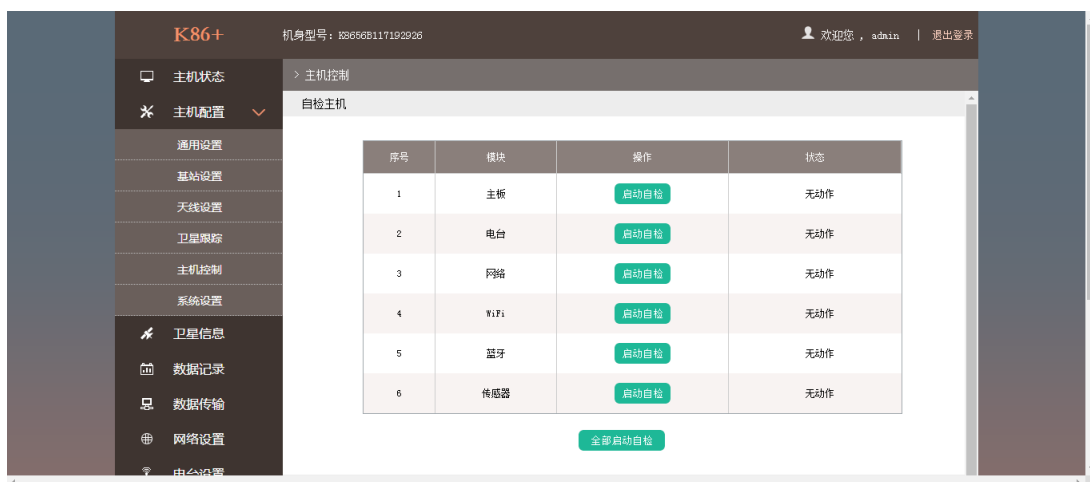 K86+ 机身型号：K8656B117192926 欢迎您 ，admin | 退出登录
主机状态
主机配置
通用设置
基站设置
天线设置
卫星跟踪
主机控制
系统设置
卫星信息
数据记录
数据传输
网络设置
电台设置
> 主机控制
自检主机
序号 模块 操作 状态
1 主板 启动自检 无动作
2 电台 启动自检 无动作
3 网络 启动自检 无动作
4 WiFi 启动自检 无动作
5 蓝牙 启动自检 无动作
6 传感器 启动自检 无动作
全部启动自检